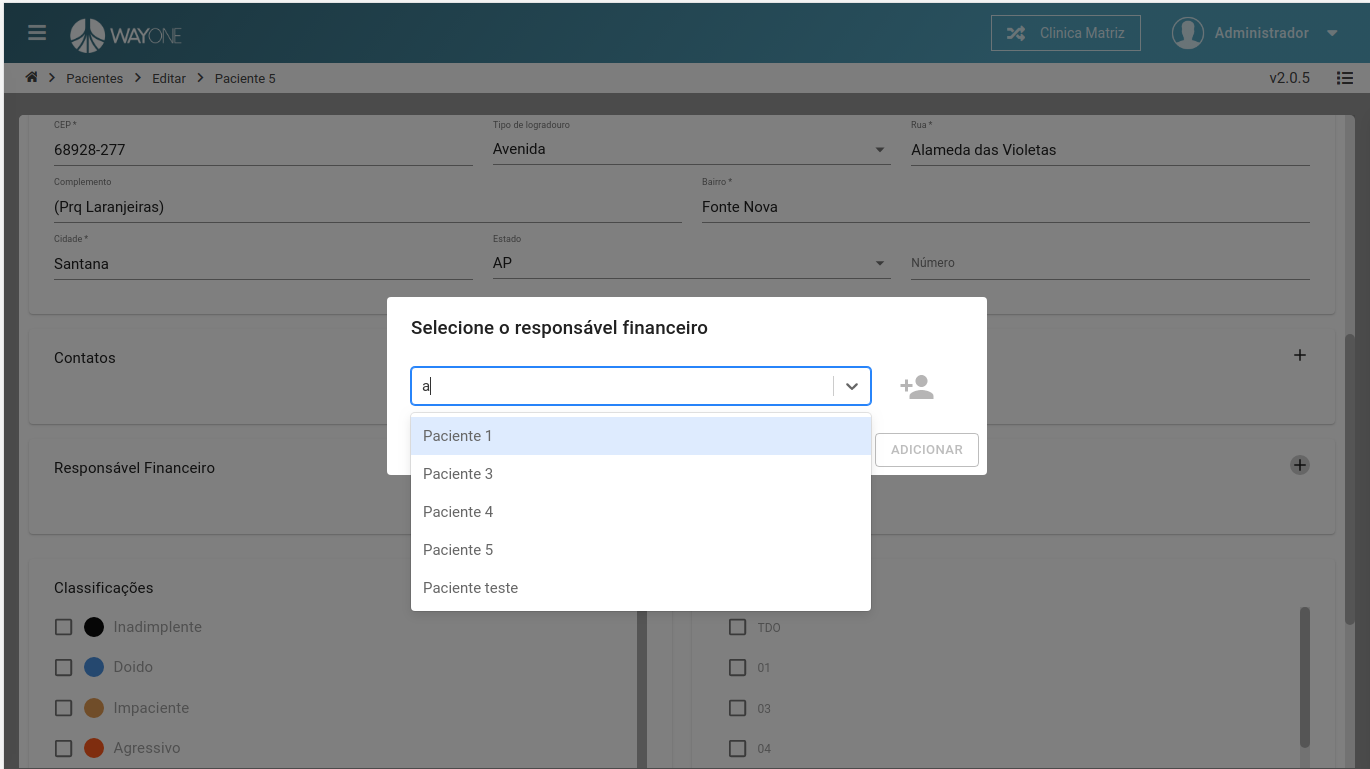 WAYONE
Clinica Matriz
Administrador
Pacientes
Editar
Paciente 5
v2.0.5
CEP *
Tipo de logradouro
Rua *
68928-277
Avenida
Alameda das Violetas
Complemento
Bairro *
(Prq Laranjeiras)
Fonte Nova
Cidade *
Estado
Santana
AP
Número
Selecione o responsável financeiro
Contatos
a
Paciente 1
ADICIONAR
Responsável Financeiro
Paciente 3
Paciente 4
Paciente 5
Paciente teste
Classificações
Inadimplente
TDO
Doido
01
Impaciente
03
Agressivo
04